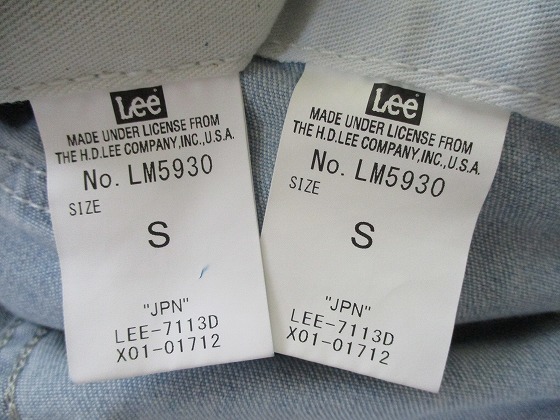 Lee
MADE UNDER LICENSE FROM
THE H.D.LEE COMPANY,INC.,U.S.A.
No. LM5930
SIZE
S
"JPN"
LEE-7113D
X01-01712
Lee
MADE UNDER LICENSE FROM
THE H.D.LEE COMPANY,INC.,U.S.A.
No. LM5930
SIZE
S
"JPN"
LEE-7113D
X01-01712